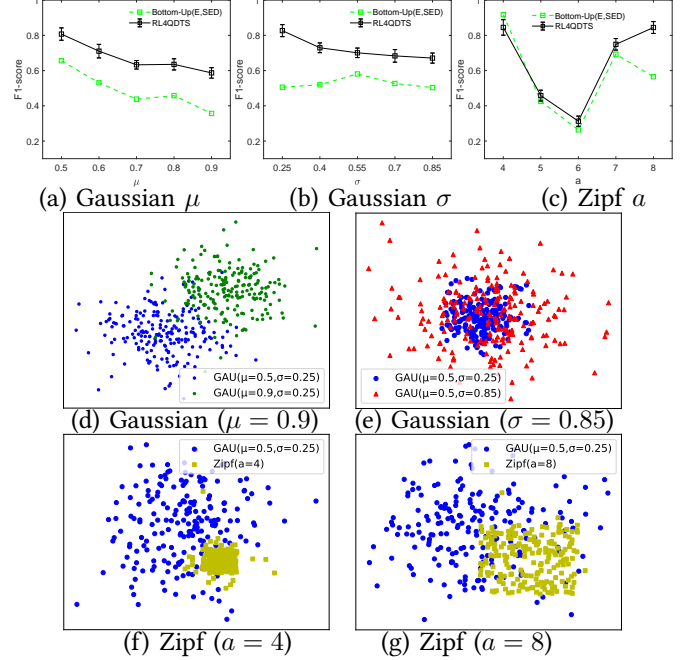 Bottom-Up(E,SED)
RL4QDTS
Bottom-Up(E,SED)
RL4QDTS
Bottom-Up(E,SED)
RL4QDTS
F1-score
1
0.8
0.6
0.4
0.2
0.5 0.6 0.7 0.8 0.9
μ
F1-score
1
0.8
0.6
0.4
0.2
0.25 0.4 0.55 0.7 0.85
σ
F1-score
1
0.8
0.6
0.4
0.2
4 5 6 7 8
a
(a) Gaussian μ
(b) Gaussian σ
(c) Zipf a
GAU(μ=0.5,σ=0.25)
GAU(μ=0.9,σ=0.25)
GAU(μ=0.5,σ=0.25)
GAU(μ=0.5,σ=0.85)
(d) Gaussian (μ = 0.9)
(e) Gaussian (σ = 0.85)
GAU(μ=0.5,σ=0.25)
Zipf(a=4)
GAU(μ=0.5,σ=0.25)
Zipf(a=8)
(f) Zipf (a = 4)
(g) Zipf (a = 8)